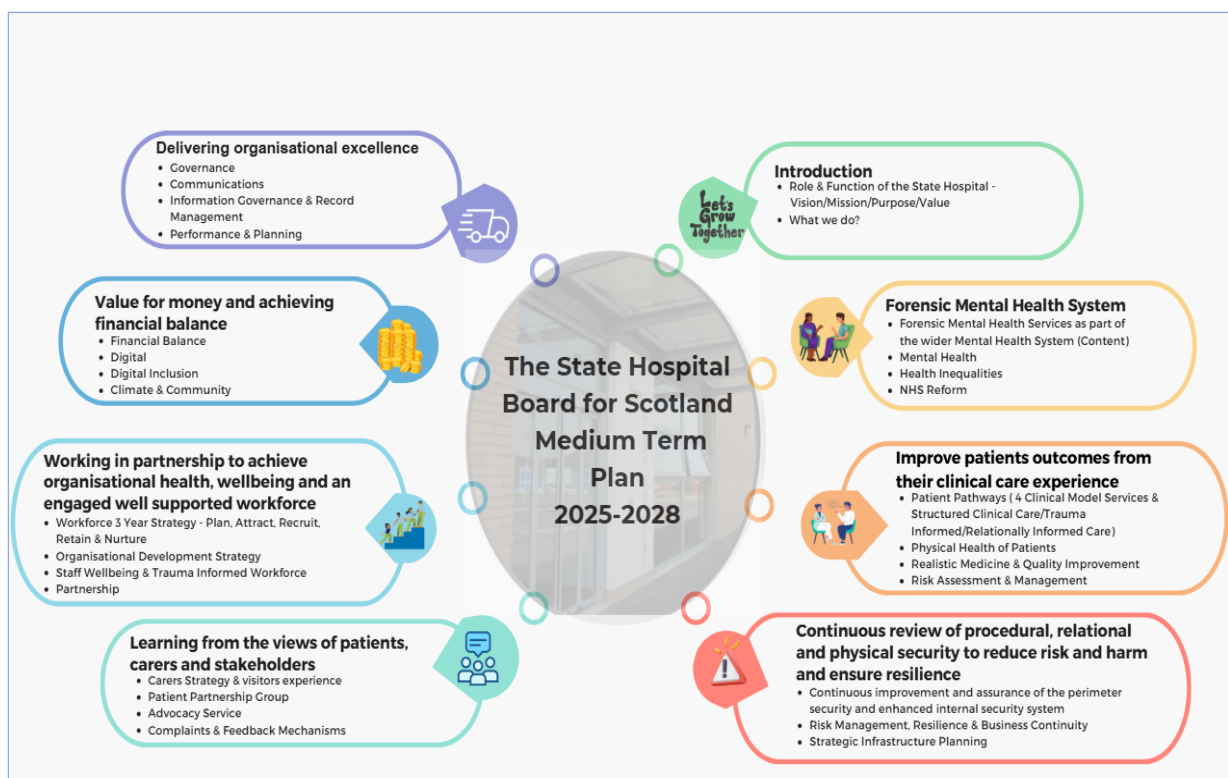 Delivering organisational excellence
• Governance
• Communications
• Information Governance & Record
Management
• Performance & Planning
Value for money and achieving
financial balance
• Financial Balance
• Digital
• Digital Inclusion
• Climate & Community
Working in partnership to achieve
organisational health, wellbeing and an
engaged well supported workforce
• Workforce 3 Year Strategy - Plan, Attract, Recruit,
Retain & Nurture
• Organisational Development Strategy
• Staff Wellbeing & Trauma Informed Workforce
• Partnership
Learning from the views of patients,
carers and stakeholders
• Carers Strategy & visitors experience
• Patient Partnership Group
• Advocacy Service
• Complaints & Feedback Mechanisms
The State Hospital
Board for Scotland
Medium Term
Plan
2025-2028
Let's
Grow
Together
Introduction
• Role & Function of the State Hospital -
Vision/Mission/Purpose/Value
• What we do?
Forensic Mental Health System
• Forensic Mental Health Services as part of
the wider Mental Health System (Content)
• Mental Health
• Health Inequalities
• NHS Reform
Improve patients outcomes from
their clinical care experience
• Patient Pathways ( 4 Clinical Model Services &
Structured Clinical Care/Trauma
Informed/Relationally Informed Care)
• Physical Health of Patients
• Realistic Medicine & Quality Improvement
• Risk Assessment & Management
Continuous review of procedural, relational
and physical security to reduce risk and harm
and ensure resilience
• Continuous improvement and assurance of the perimeter
security and enhanced internal security system
• Risk Management, Resilience & Business Continuity
• Strategic Infrastructure Planning